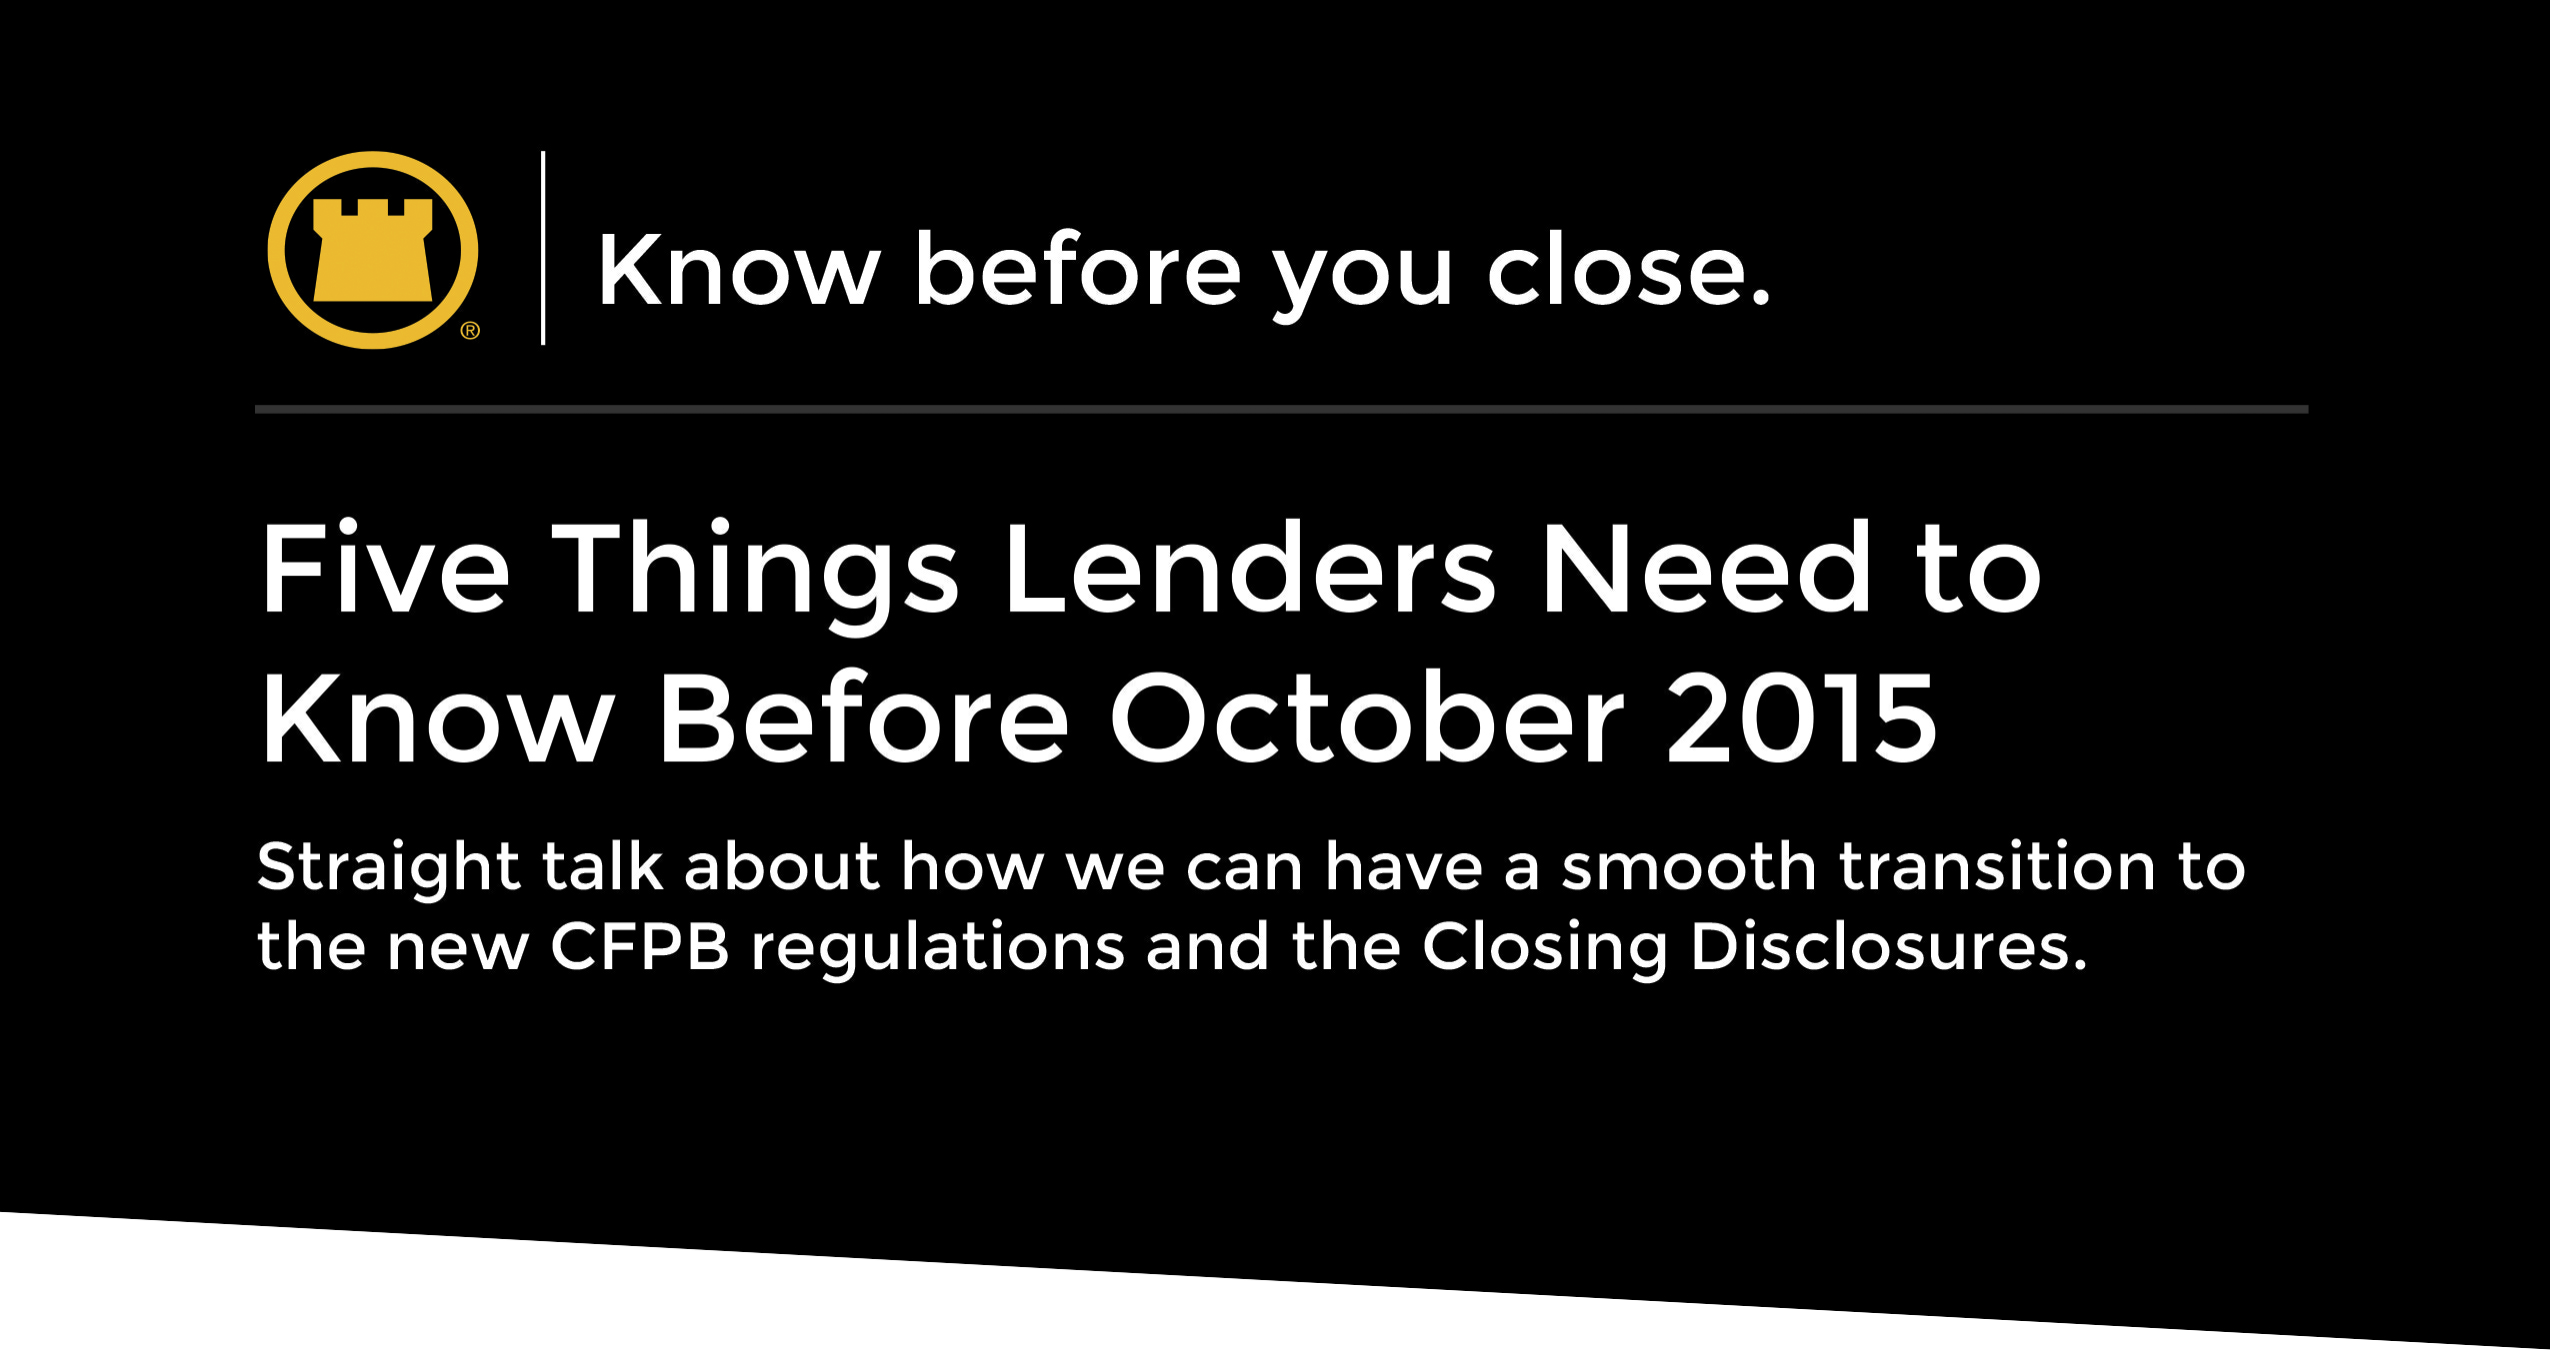 ®
Know before you close.
Five Things Lenders Need to
Know Before October 2015
Straight talk about how we can have a smooth transition to
the new CFPB regulations and the Closing Disclosures.